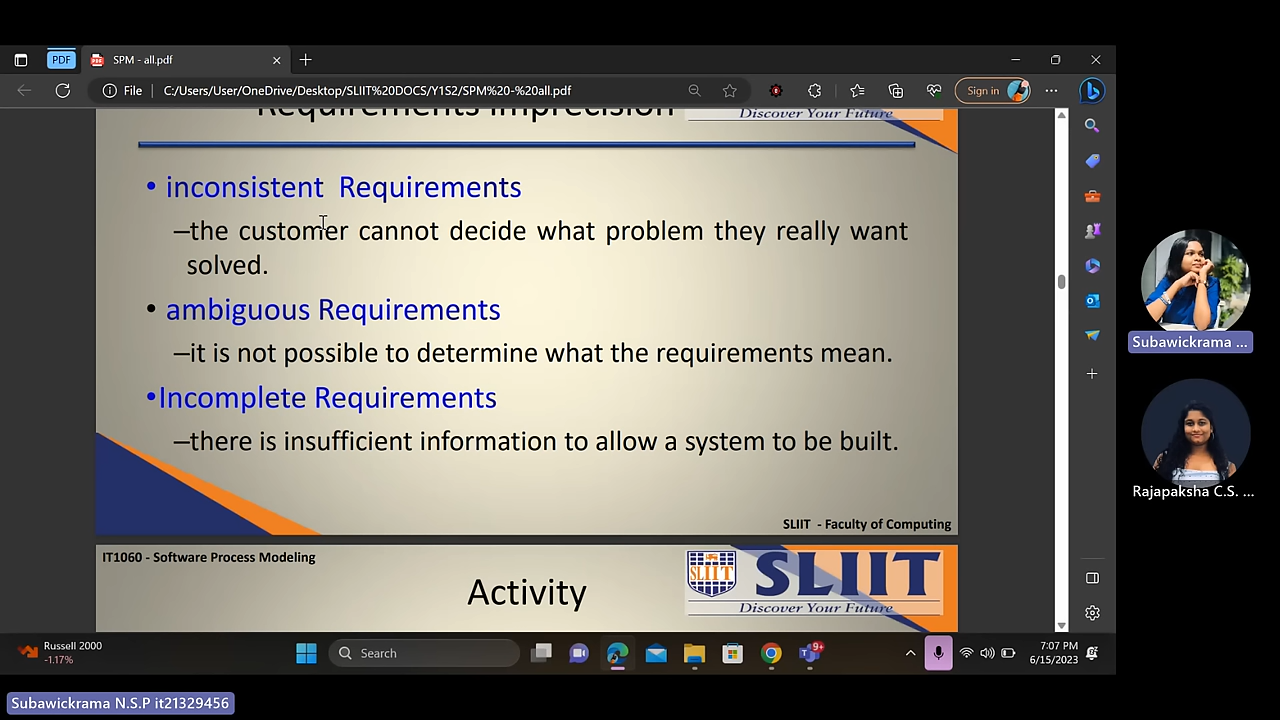 PDF
SPM - all.pdf
File
C:/Users/User/OneDrive/Desktop/SLIIT%20DOCS/Y1S2/SPM%20-%20all.pdf
Sign in
Requirements Imprecision
Discover Your Future
• inconsistent Requirements
–the customer cannot decide what problem they really want
solved.
• ambiguous Requirements
–it is not possible to determine what the requirements mean.
•Incomplete Requirements
–there is insufficient information to allow a system to be built.
SLIIT - Faculty of Computing
IT1060 - Software Process Modeling
Activity
SLIIT
SLIIT
Discover Your Future
Subawickrama ...
Rajapaksha C.S. ...
Russell 2000
-1.17%
Search
9+
7:07 PM
6/15/2023
Subawickrama N.S.P it21329456